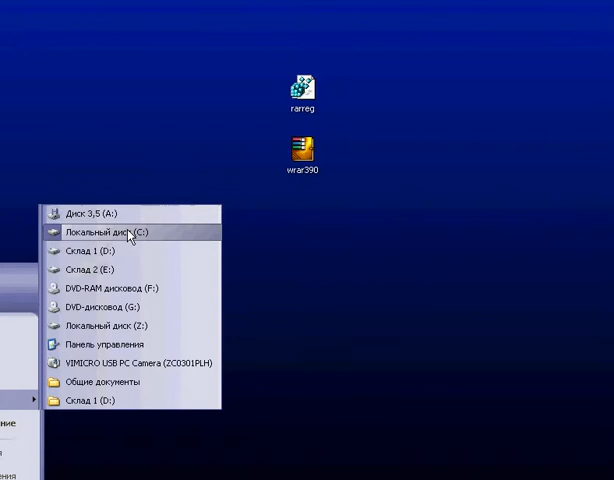 rarreg
wrar390
Диск 3,5 (A:)
Локальный диск (C:)
Склад 1 (D:)
Склад 2 (E:)
DVD-RAM дисковод (F:)
DVD-дисковод (G:)
Локальный диск (Z:)
Панель управления
VIMICRO USB PC Camera (ZC0301PLH)
Общие документы
Склад 1 (D:)